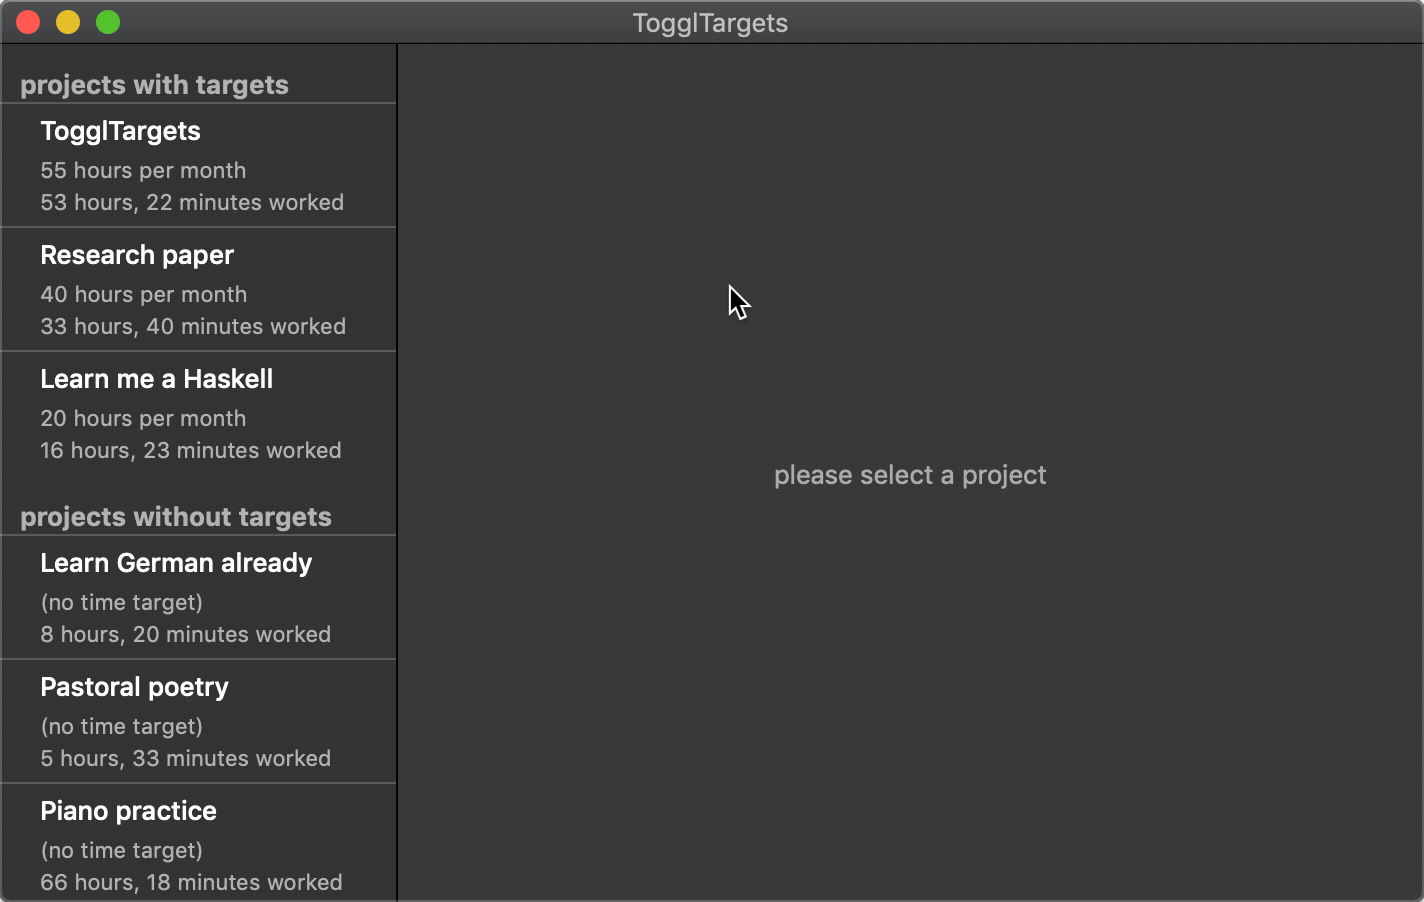 TogglTargets
projects with targets
TogglTargets
55 hours per month
53 hours, 22 minutes worked
Research paper
40 hours per month
33 hours, 40 minutes worked
Learn me a Haskell
20 hours per month
16 hours, 23 minutes worked
projects without targets
Learn German already
(no time target)
8 hours, 20 minutes worked
Pastoral poetry
(no time target)
5 hours, 33 minutes worked
Piano practice
(no time target)
66 hours, 18 minutes worked
please select a project